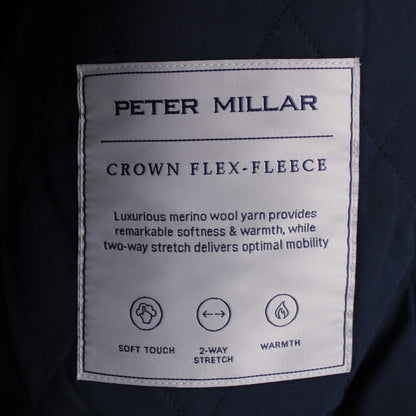 PETER MILLAR
CROWN FLEX-FLEECE
Luxurious merino wool yarn provides
remarkable softness & warmth, while
two-way stretch delivers optimal mobility
SOFT TOUCH
2-WAY
STRETCH
WARMTH